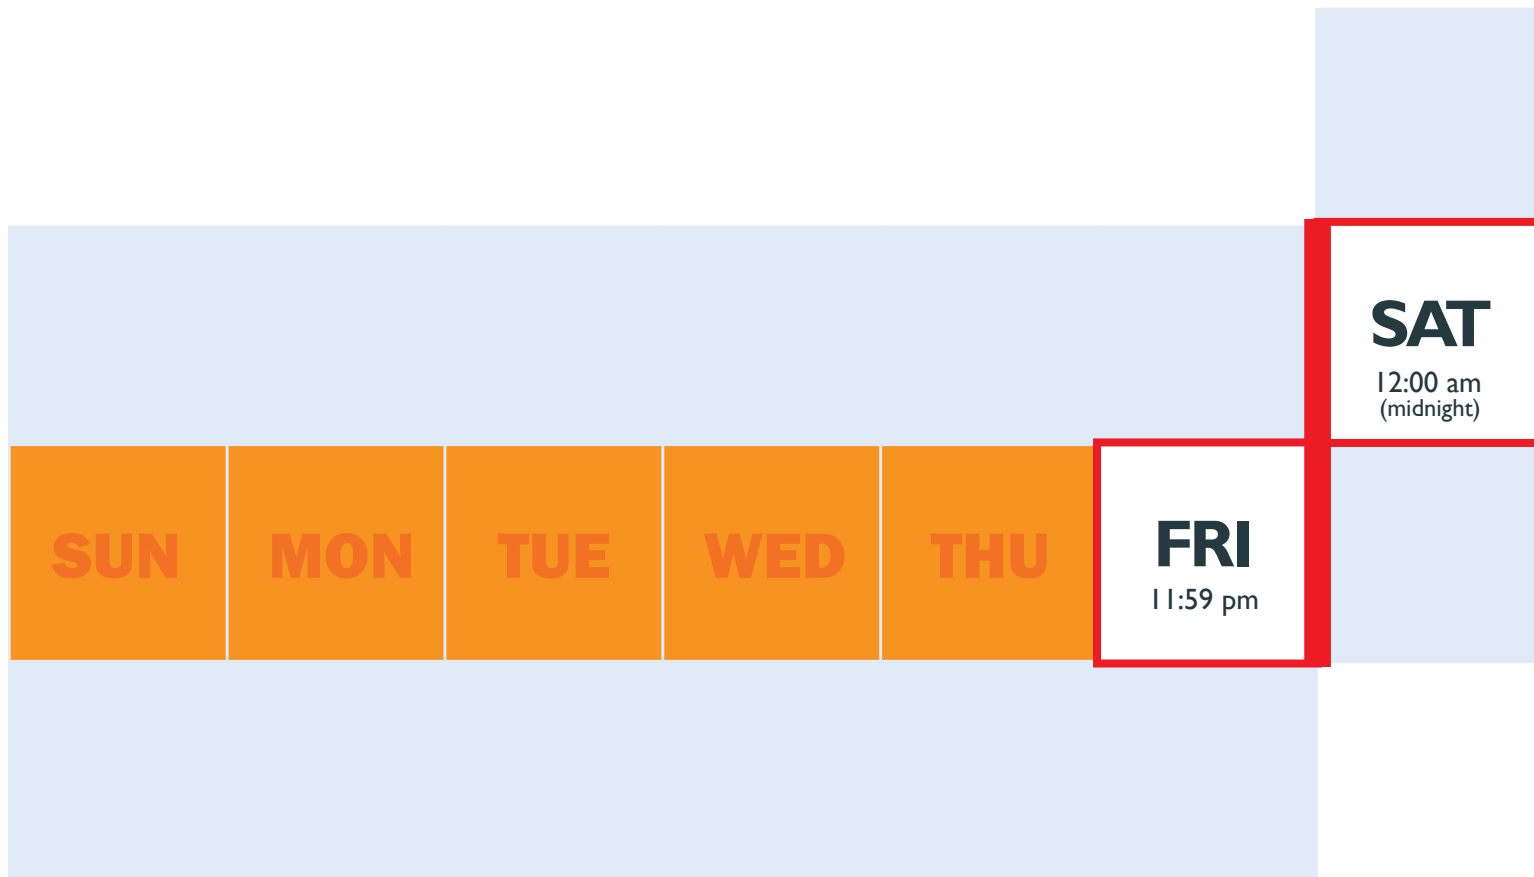 SAT
12:00 am
(midnight)
SUN
MON
TUE
WED
THU
FRI
11:59 pm